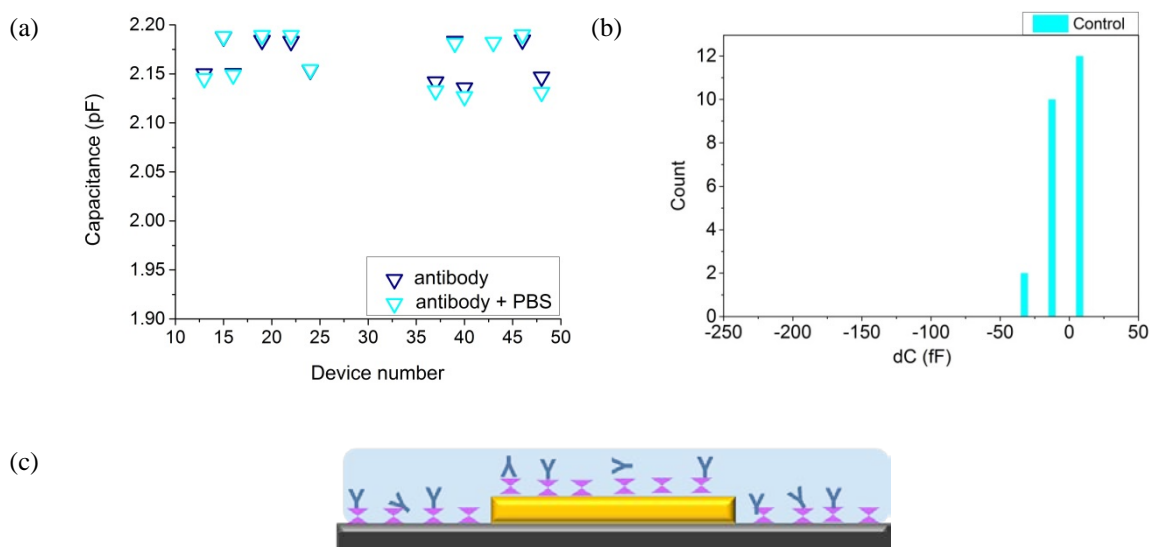 (a)
2.20
2.15
2.10
2.05
2.00
1.95
1.90
Capacitance (pF)
antibody
antibody + PBS
10 15 20 25 30 35 40 45 50
Device number
(b)
Control
12
10
8
6
4
2
0
Count
-250 -200 -150 -100 -50 0 50
dC (fF)
(c)